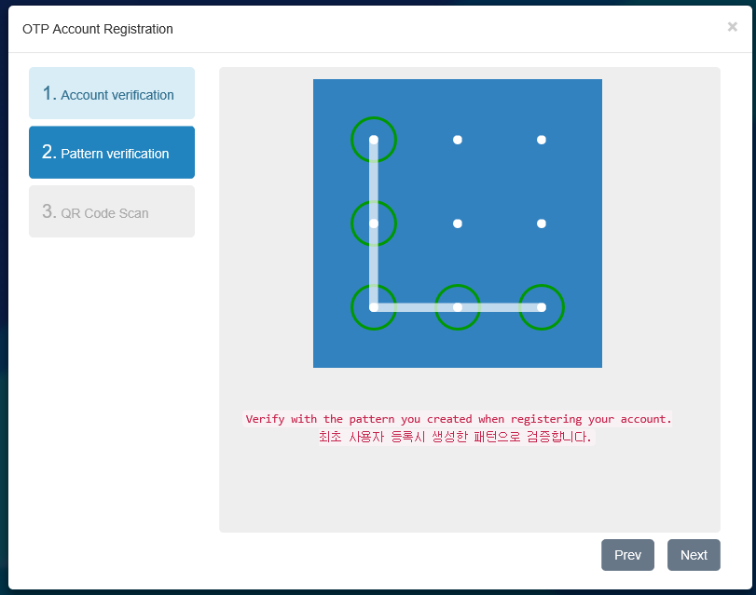 OTP Account Registration
×
1. Account verification
2. Pattern verification
3. QR Code Scan
Verify with the pattern you created when registering your account.
최초 사용자 등록시 생성한 패턴으로 검증합니다.
Prev
Next